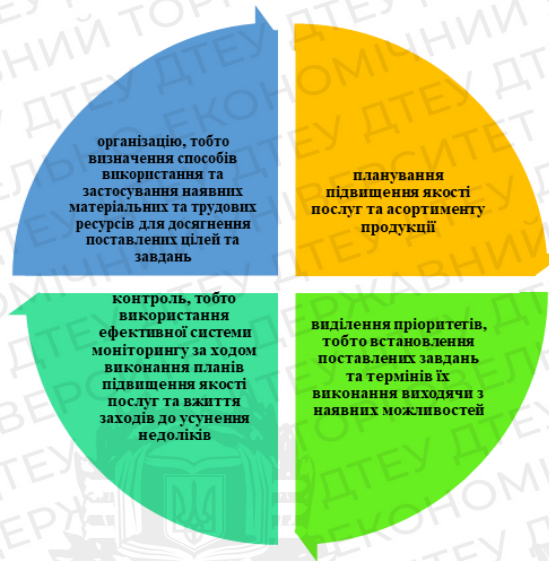 організацію, тобто
визначення способів
використання та
застосування наявних
матеріальних та трудових
ресурсів для досягнення
поставлених цілей та
завдань
планування
підвищення якості
послуг та асортименту
продукції
контроль, тобто
використання
ефективної системи
моніторингу за ходом
виконання планів
підвищення якості
послуг та вжиття
заходів до усунення
недоліків
виділення пріоритетів,
тобто встановлення
поставлених завдань
та термінів їх
виконання виходячи з
наявних можливостей